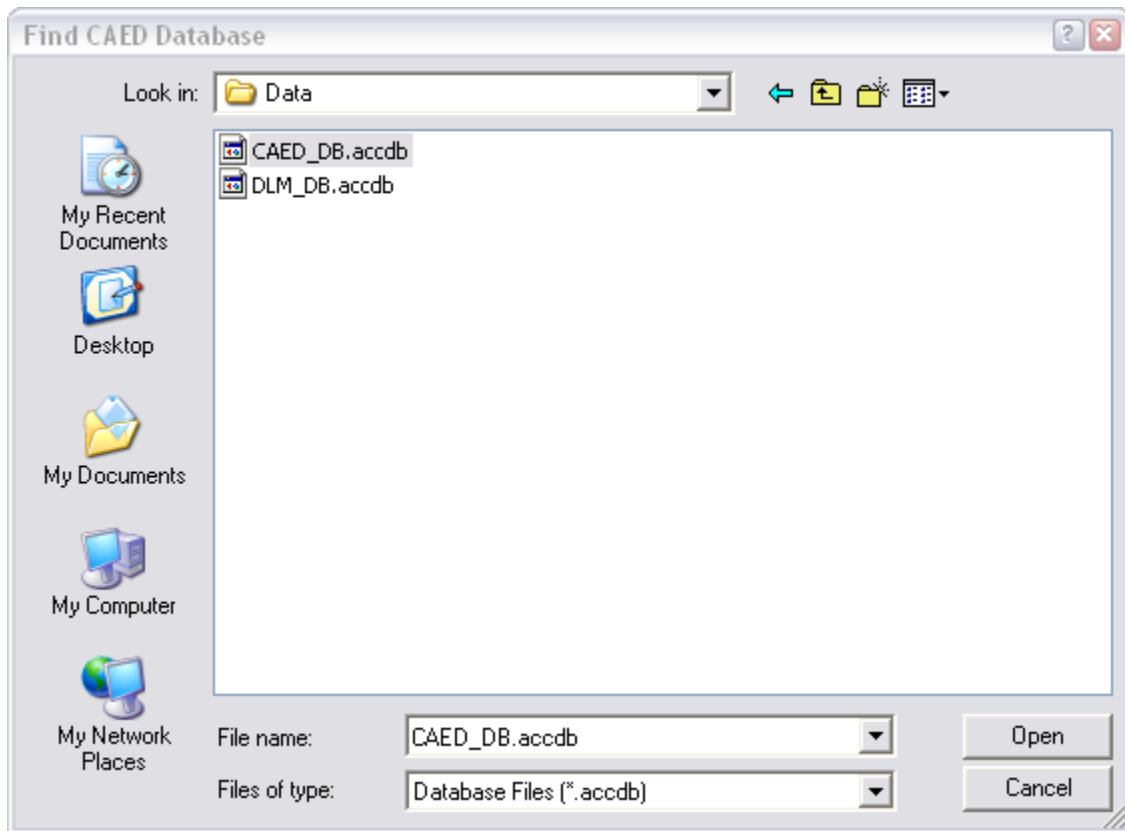 Find CAED Database
Look in:
Data
CAED_DB.accdb
DLM_DB.accdb
My Recent
Documents
Desktop
My Documents
My Computer
My Network
Places
File name:
CAED_DB.accdb
Open
Files of type:
Database Files (*.accdb)
Cancel